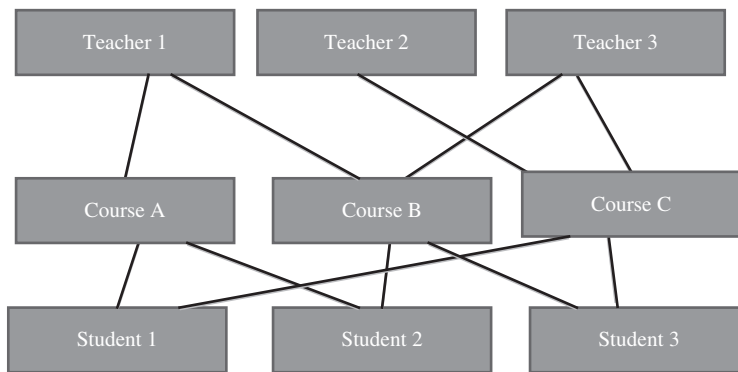 Teacher 1
Teacher 2
Teacher 3
Course A
Course B
Course C
Student 1
Student 2
Student 3